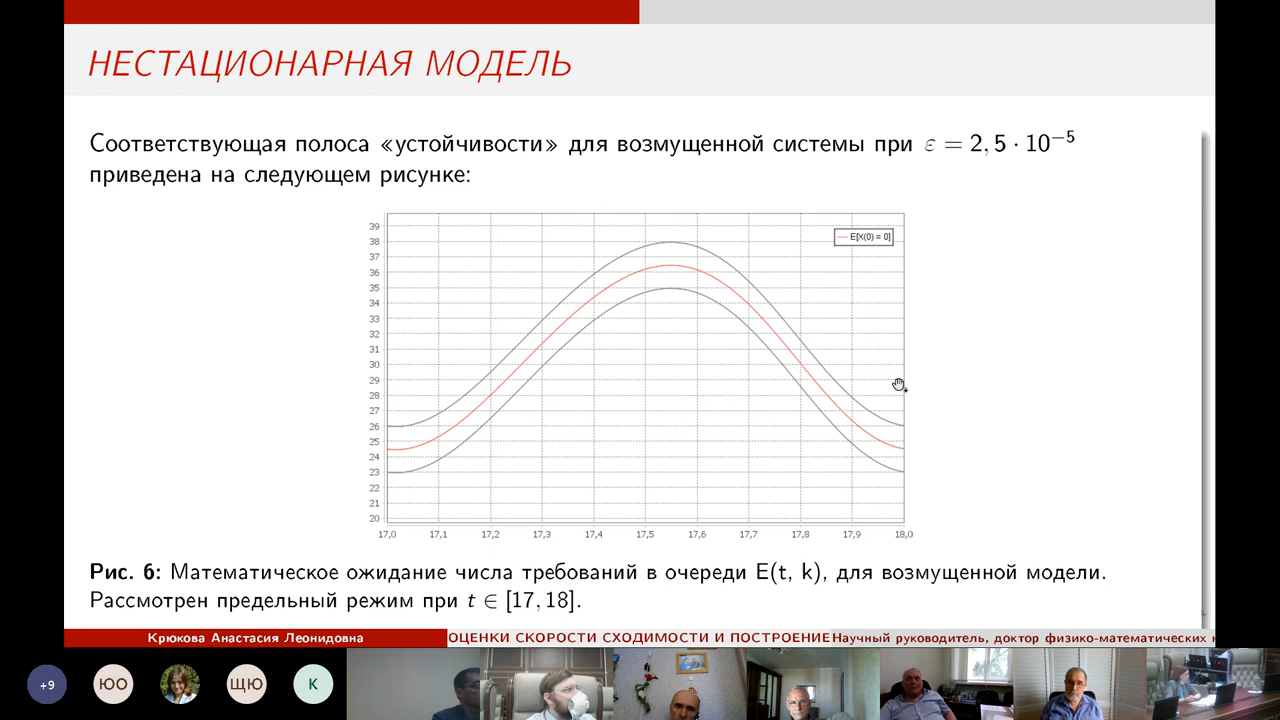 НЕСТАЦИОНАРНАЯ МОДЕЛЬ
Соответствующая полоса «устойчивости» для возмущенной системы при ε = 2, 5 · 10⁻⁵
приведена на следующем рисунке:
E[X(0) = 0]
39
38
37
36
35
34
33
32
31
30
29
28
27
26
25
24
23
22
21
20
17,0 17,1 17,2 17,3 17,4 17,5 17,6 17,7 17,8 17,9 18,0
Рис. 6: Математическое ожидание числа требований в очереди E(t, k), для возмущенной модели.
Рассмотрен предельный режим при t ∈ [17, 18].
Крюкова Анастасия Леонидовна ОЦЕНКИ СКОРОСТИ СХОДИМОСТИ И ПОСТРОЕНИЕ Научный руководитель, доктор физико-математических
+9 ЮО ЩЮ К